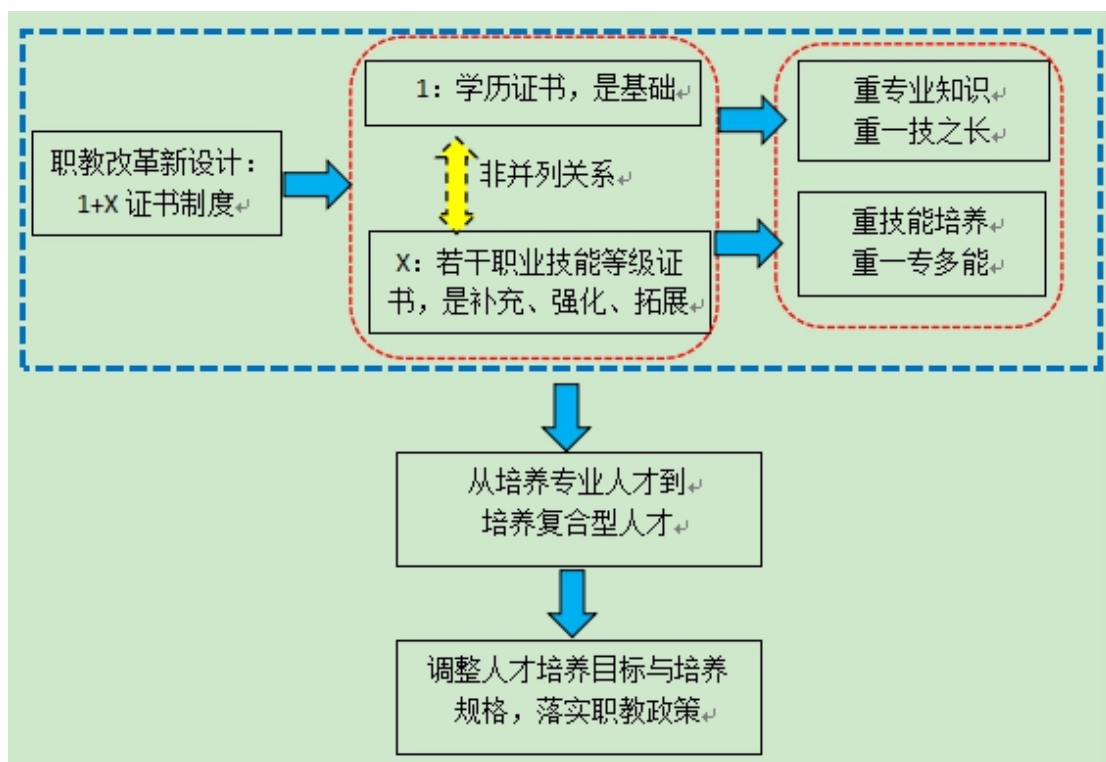 职教改革新设计：
1+X 证书制度
1：学历证书，是基础
非并列关系
X：若干职业技能等级证
书，是补充、强化、拓展
重专业知识
重一技之长
重技能培养
重一专多能
从培养专业人才到
培养复合型人才
调整人才培养目标与培养
规格，落实职教政策